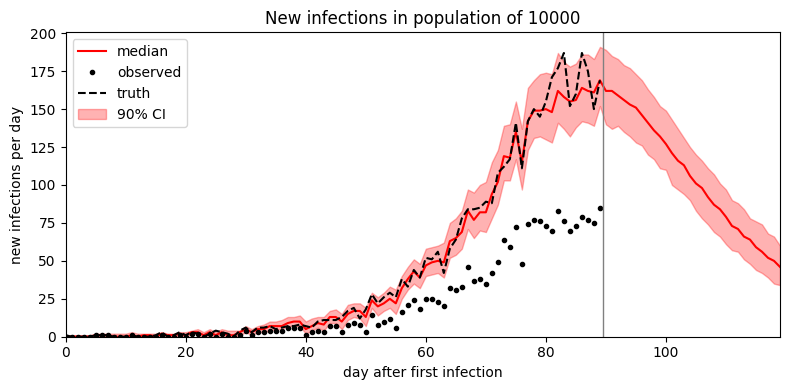 New infections in population of 10000
new infections per day
200
175
150
125
100
75
50
25
0
median
observed
truth
90% CI
0 20 40 60 80 100
day after first infection